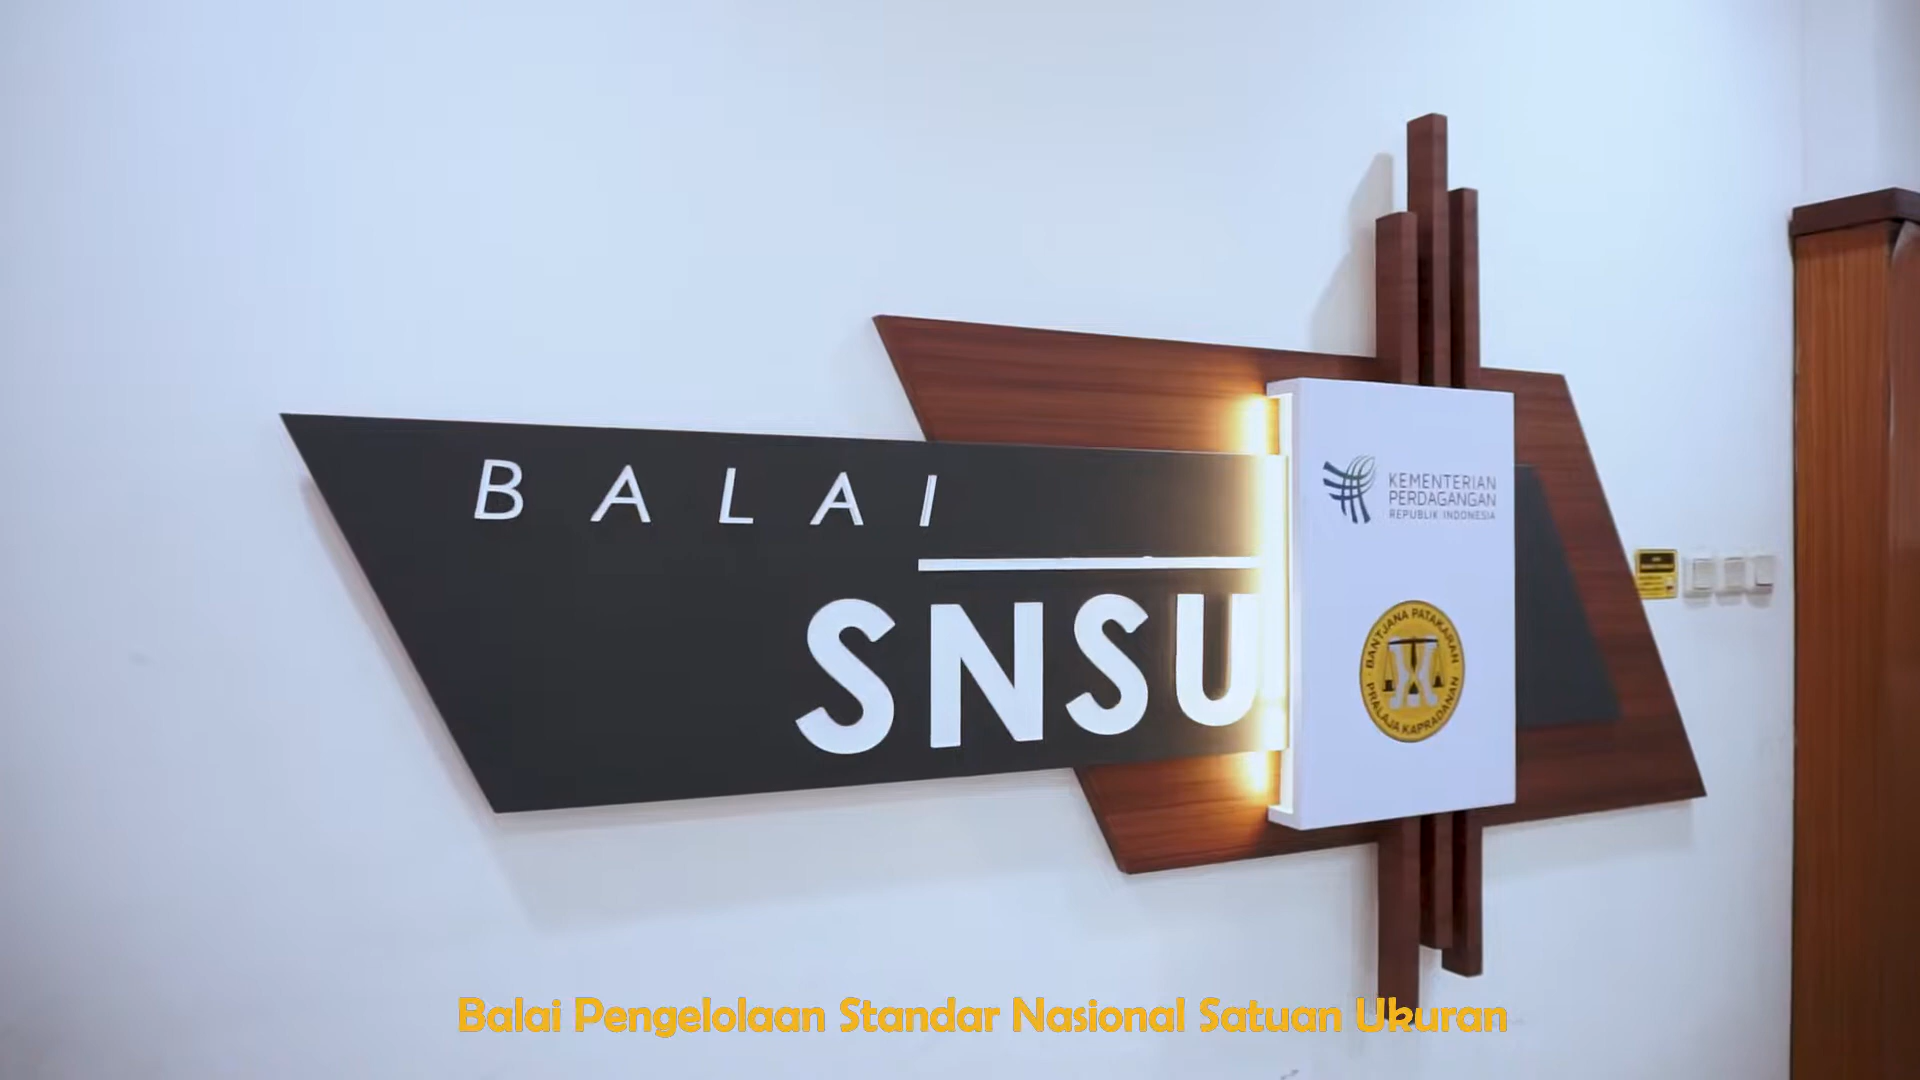 BALAI
SNSU
KEMENTERIAN
PERDAGANGAN
REPUBLIK INDONESIA
BANTJANA PATAKARAN
PRALAJA KAPRADANAN
Balai Pengelolaan Standar Nasional Satuan Ukuran